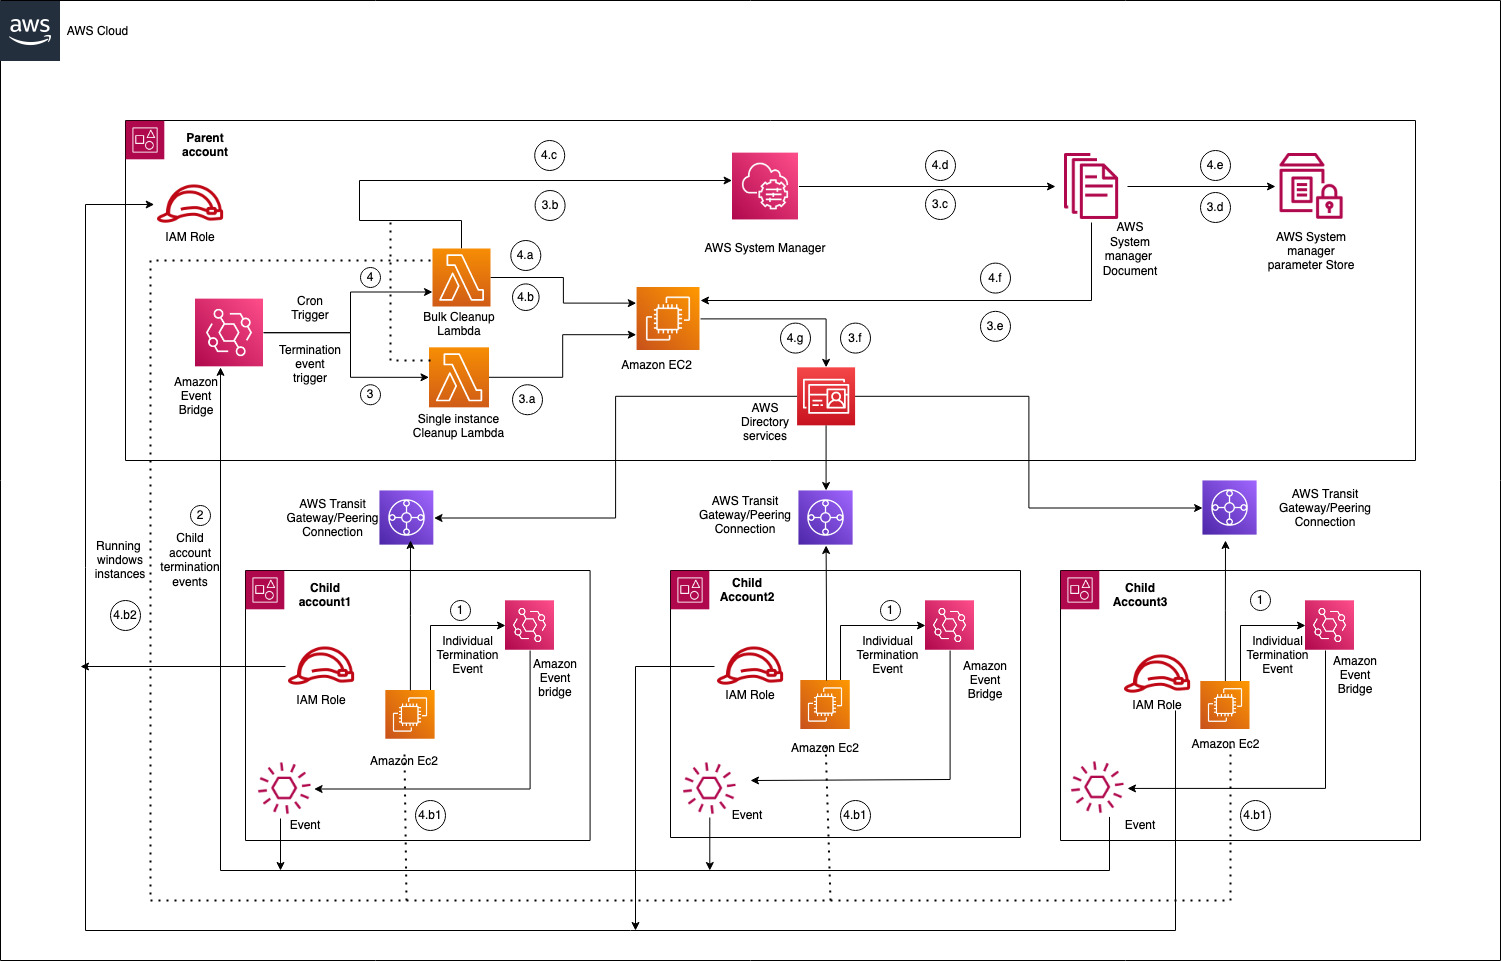 aws
AWS Cloud
Parent
account
IAM Role
4.c
3.b
AWS System Manager
4.d
3.c
AWS
System
manager
Document
4.e
3.d
AWS System
manager
parameter Store
Amazon
Event
Bridge
Cron
Trigger
Termination
event
trigger
4
3
Bulk Cleanup
Lambda
Single instance
Cleanup Lambda
4.a
4.b
3.a
Amazon EC2
4.f
3.e
4.g
3.f
AWS
Directory
services
AWS Transit
Gateway/Peering
Connection
AWS Transit
Gateway/Peering
Connection
AWS Transit
Gateway/Peering
Connection
2
Child
account
termination
events
Running
windows
instances
4.b2
Child
account1
IAM Role
1
Individual
Termination
Event
Amazon
Event
bridge
Amazon Ec2
Event
4.b1
Child
Account2
IAM Role
1
Individual
Termination
Event
Amazon
Event
Bridge
Amazon Ec2
Event
4.b1
Child
Account3
IAM Role
1
Individual
Termination
Event
Amazon
Event
Bridge
Amazon Ec2
Event
4.b1